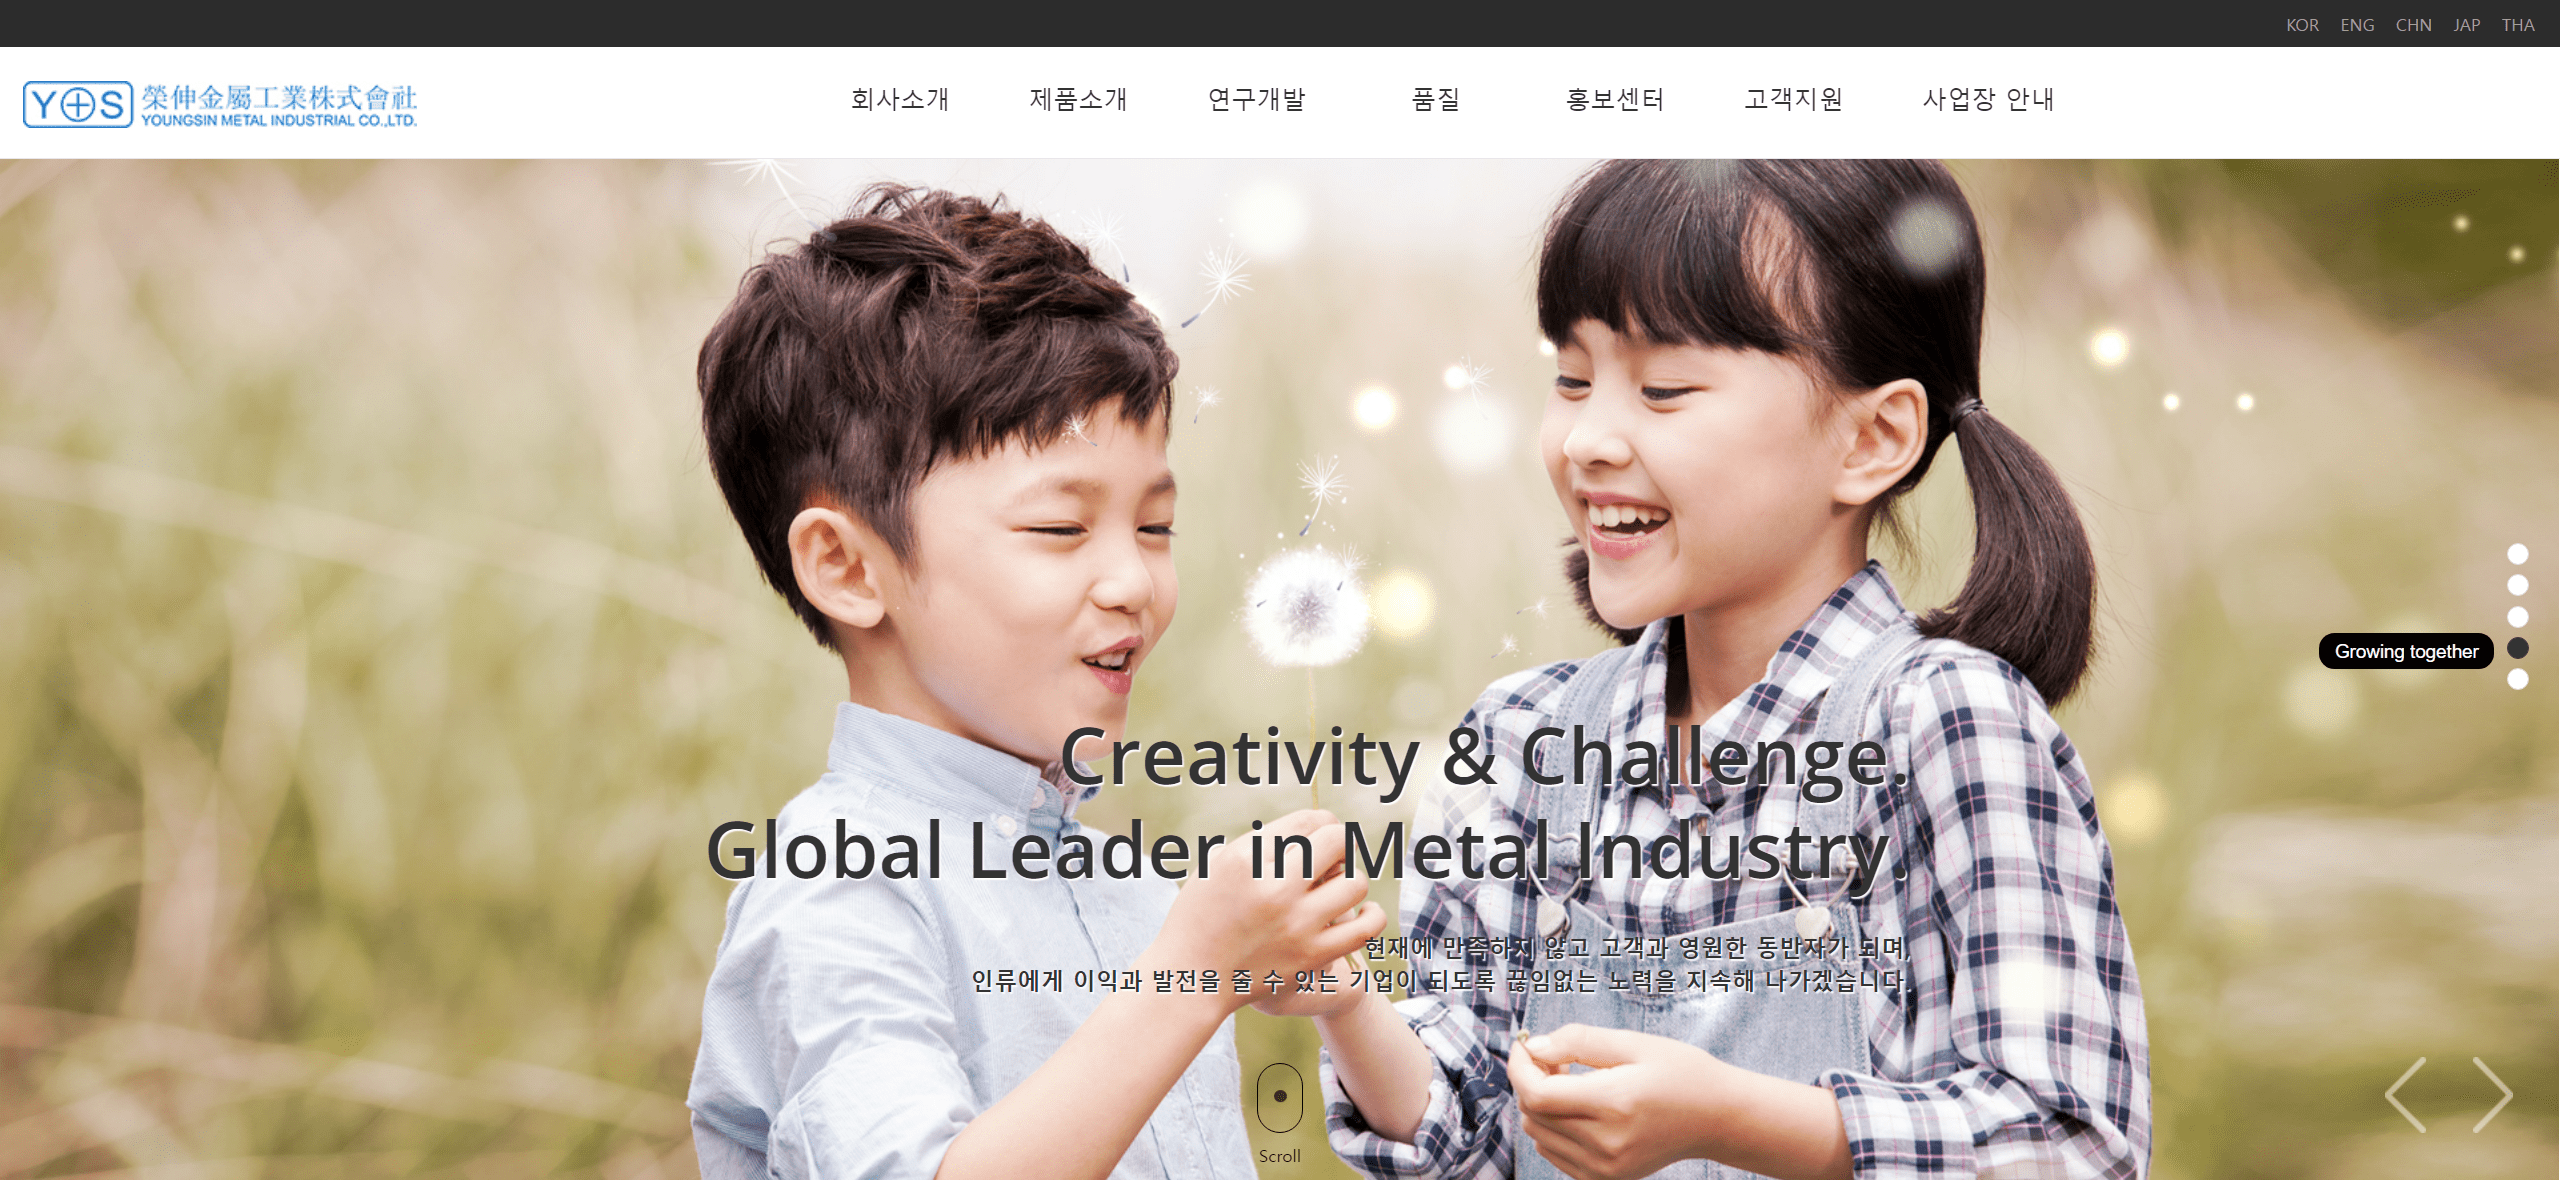 KOR ENG CHN JAP THA
YOS 榮伸金屬工業株式會社
YOUNGSIN METAL INDUSTRIAL CO.,LTD.
회사소개 제품소개 연구개발 품질 홍보센터 고객지원 사업장 안내
Growing together
Creativity & Challenge.
Global Leader in Metal Industry.
현재에 만족하지 않고 고객과 영원한 동반자가 되며,
인류에게 이익과 발전을 줄 수 있는 기업이 되도록 끊임없는 노력을 지속해 나가겠습니다.
Scroll